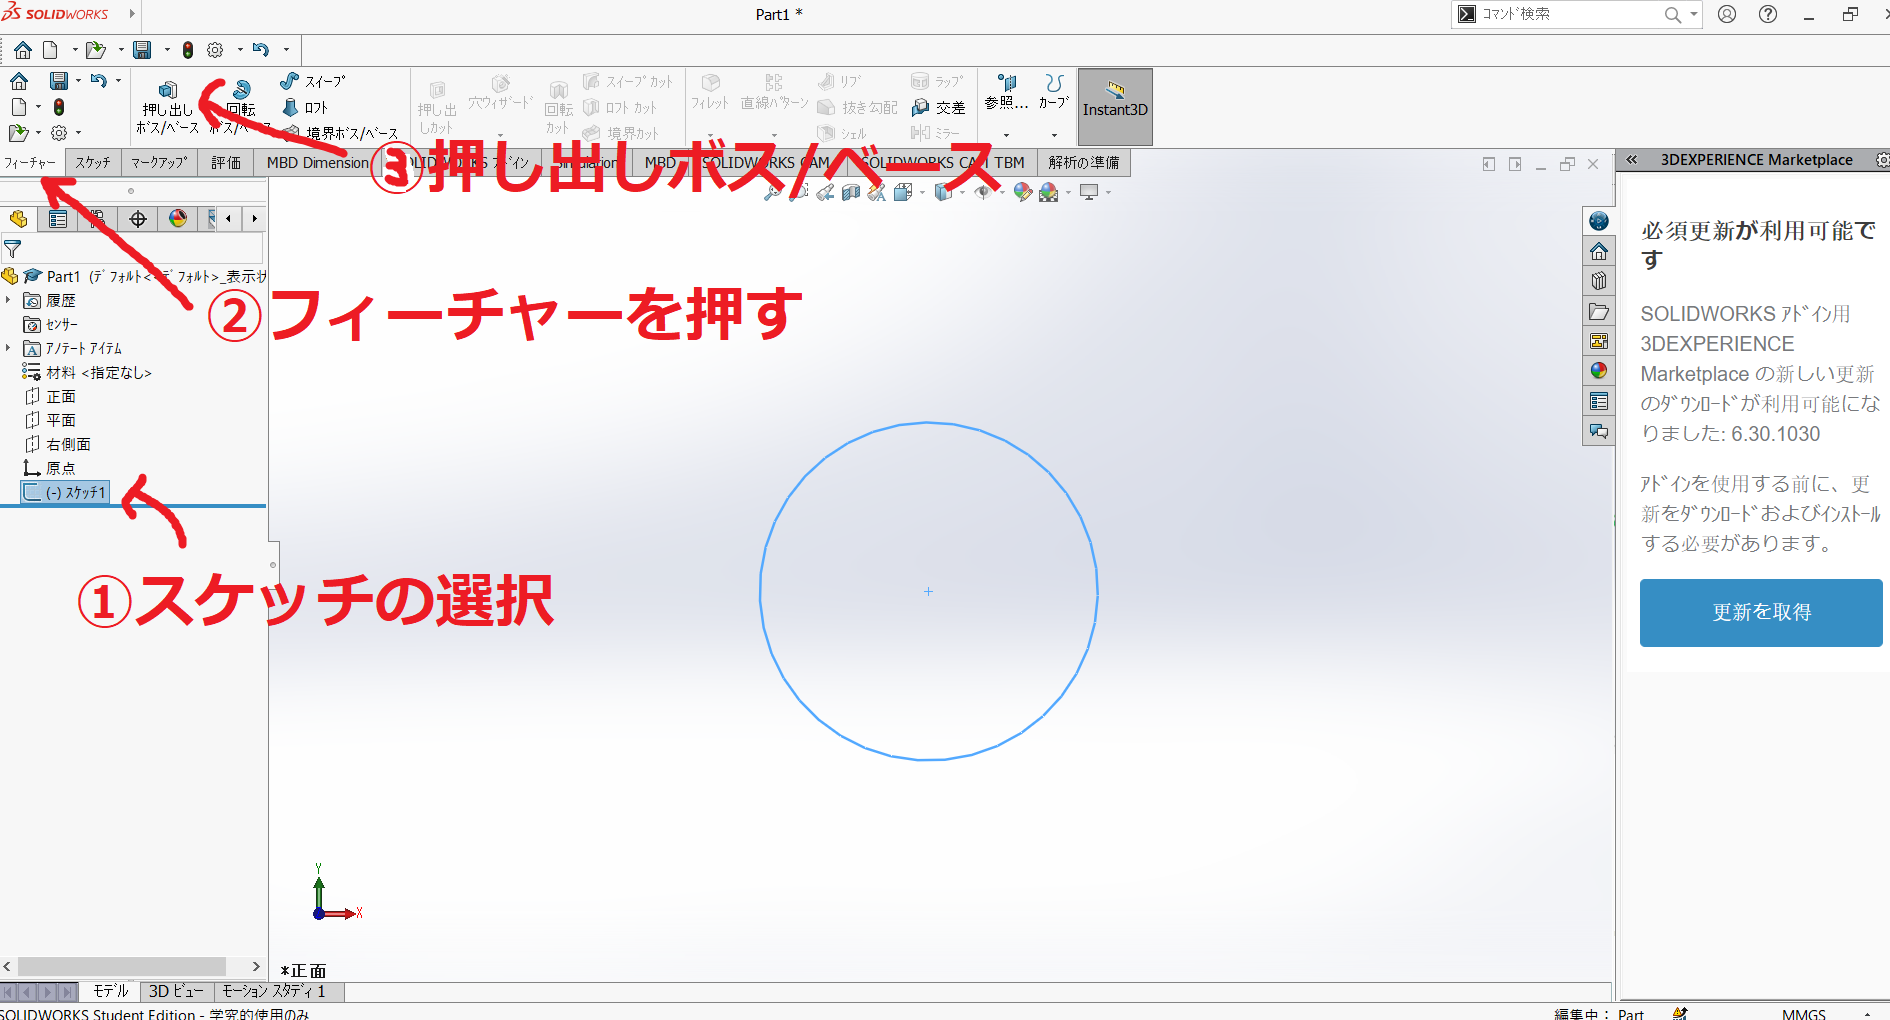 SOLIDWORKS
Part1 *
コマンド検索
押し出し
ボス/ベース
回転
ボス/ベース
スイープ
ロフト
境界ボス/ベース
押し出
しカット
穴ウィザード
回転
カット
スイープ カット
ロフト カット
境界カット
フィレット
直線パターン
リブ
抜き勾配
シェル
ラップ
交差
ミラー
参照...
カーブ
Instant3D
フィーチャー
スケッチ
マークアップ
評価
MBD Dimension
SOLIDWORKS アドイン
Simulation
MBD
SOLIDWORKS CAM
SOLIDWORKS CAM TBM
解析の準備
③押し出しボス/ベース
3DEXPERIENCE Marketplace
必須更新が利用可能で
す
SOLIDWORKS アドイン用
3DEXPERIENCE
Marketplace の新しい更新
のダウンロードが利用可能にな
りました: 6.30.1030
アドインを使用する前に、更
新をダウンロードおよびインストール
する必要があります。
更新を取得
Part1 (デフォルト<<デフォルト>_表示状
履歴
センサー
アノテート アイテム
材料 <指定なし>
正面
平面
右側面
原点
(-) スケッチ1
②フィーチャーを押す
①スケッチの選択
Y
X
*正面
モデル
3D ビュー
モーション スタディ 1
SOLIDWORKS Student Edition - 学究的使用のみ
編集中： Part
MMGS